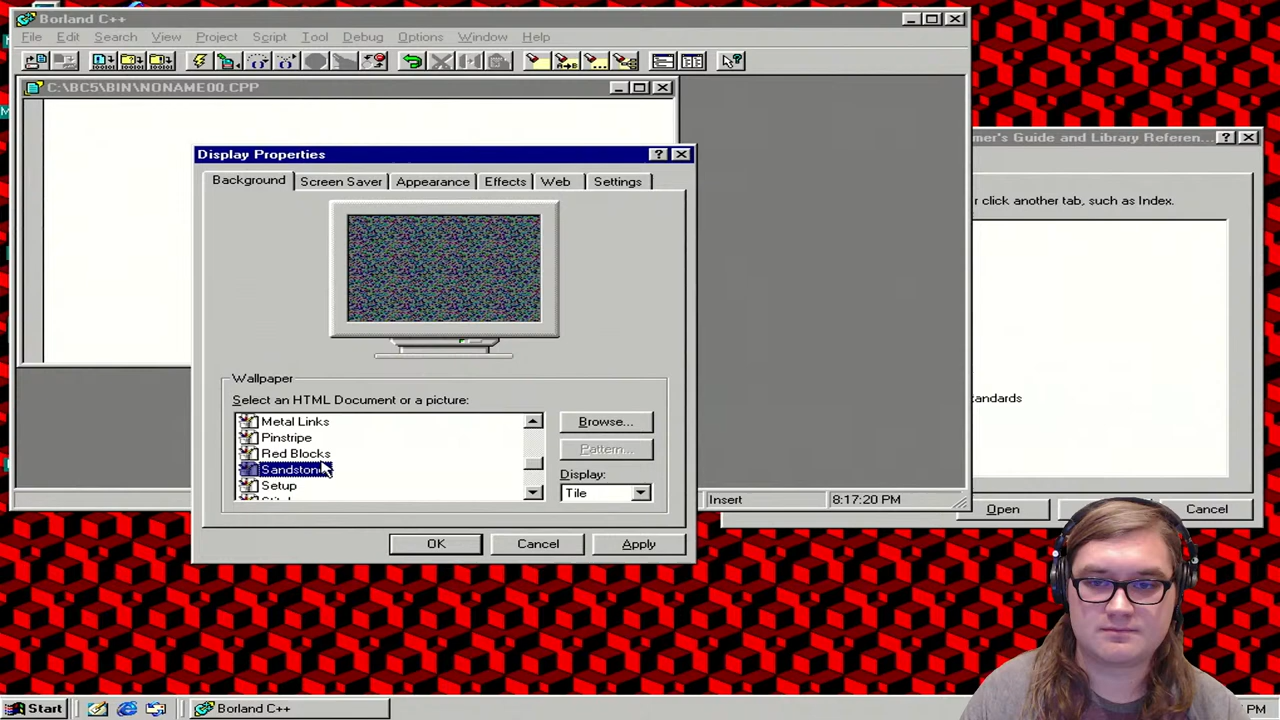 Borland C++
File Edit Search View Project Script Tool Debug Options Window Help
C:\BC5\BIN\NONAME00.CPP
mer's Guide and Library Referen...
Display Properties
Background Screen Saver Appearance Effects Web Settings
r click another tab, such as Index.
Wallpaper
Select an HTML Document or a picture:
Metal Links
Pinstripe
Red Blocks
Sandstone
Setup
Browse...
Pattern...
Display:
Tile
andards
Insert 8:17:20 PM
Open Cancel
OK Cancel Apply
Start Borland C++ PM